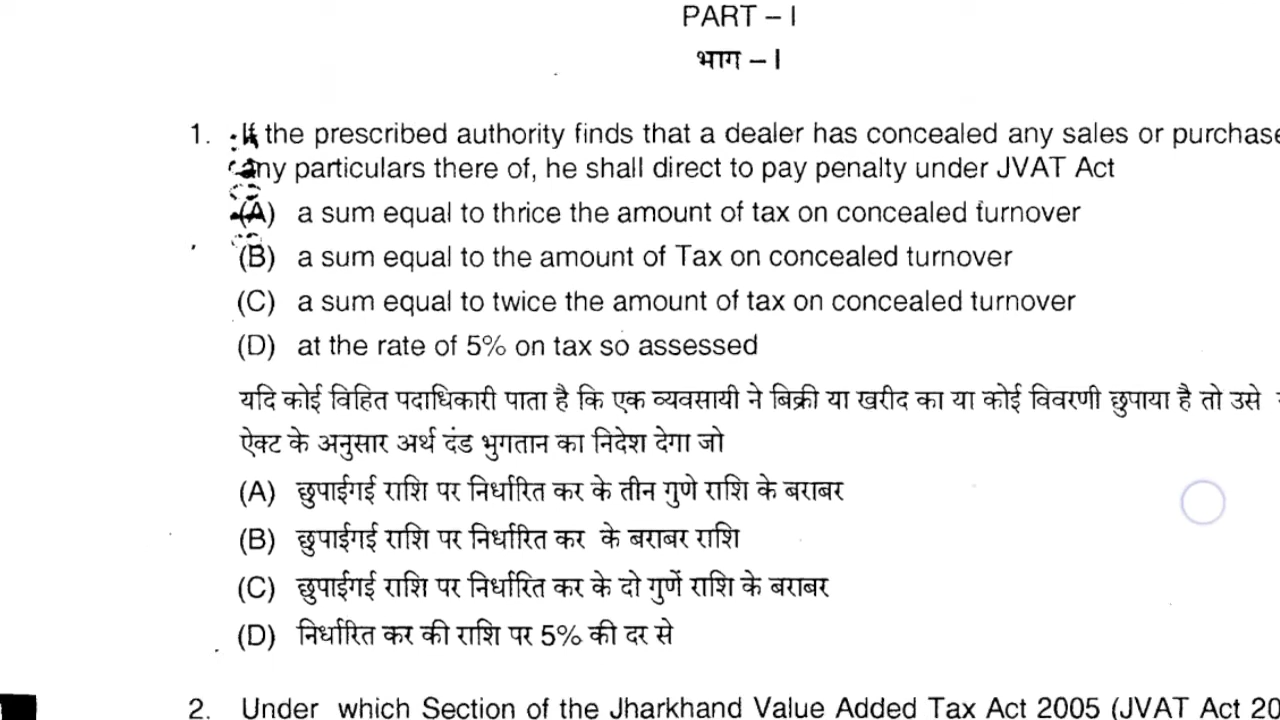 PART – I
भाग – I
1. If the prescribed authority finds that a dealer has concealed any sales or purchase
any particulars there of, he shall direct to pay penalty under JVAT Act
(A) a sum equal to thrice the amount of tax on concealed turnover
(B) a sum equal to the amount of Tax on concealed turnover
(C) a sum equal to twice the amount of tax on concealed turnover
(D) at the rate of 5% on tax so assessed
यदि कोई विहित पदाधिकारी पाता है कि एक व्यवसायी ने बिक्री या खरीद का या कोई विवरणी छुपाया है तो उसे
ऐक्ट के अनुसार अर्थ दंड भुगतान का निदेश देगा जो
(A) छुपाईगई राशि पर निर्धारित कर के तीन गुणे राशि के बराबर
(B) छुपाईगई राशि पर निर्धारित कर के बराबर राशि
(C) छुपाईगई राशि पर निर्धारित कर के दो गुणें राशि के बराबर
(D) निर्धारित कर की राशि पर 5% की दर से
2. Under which Section of the Jharkhand Value Added Tax Act 2005 (JVAT Act 20